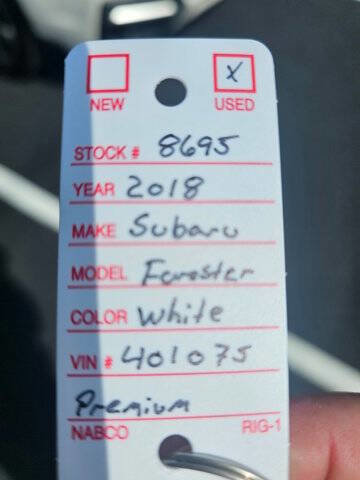 X
NEW USED
STOCK # 8695
YEAR 2018
MAKE Subaru
MODEL Forester
COLOR White
VIN # 401075
Premium
NABCO RIG-1